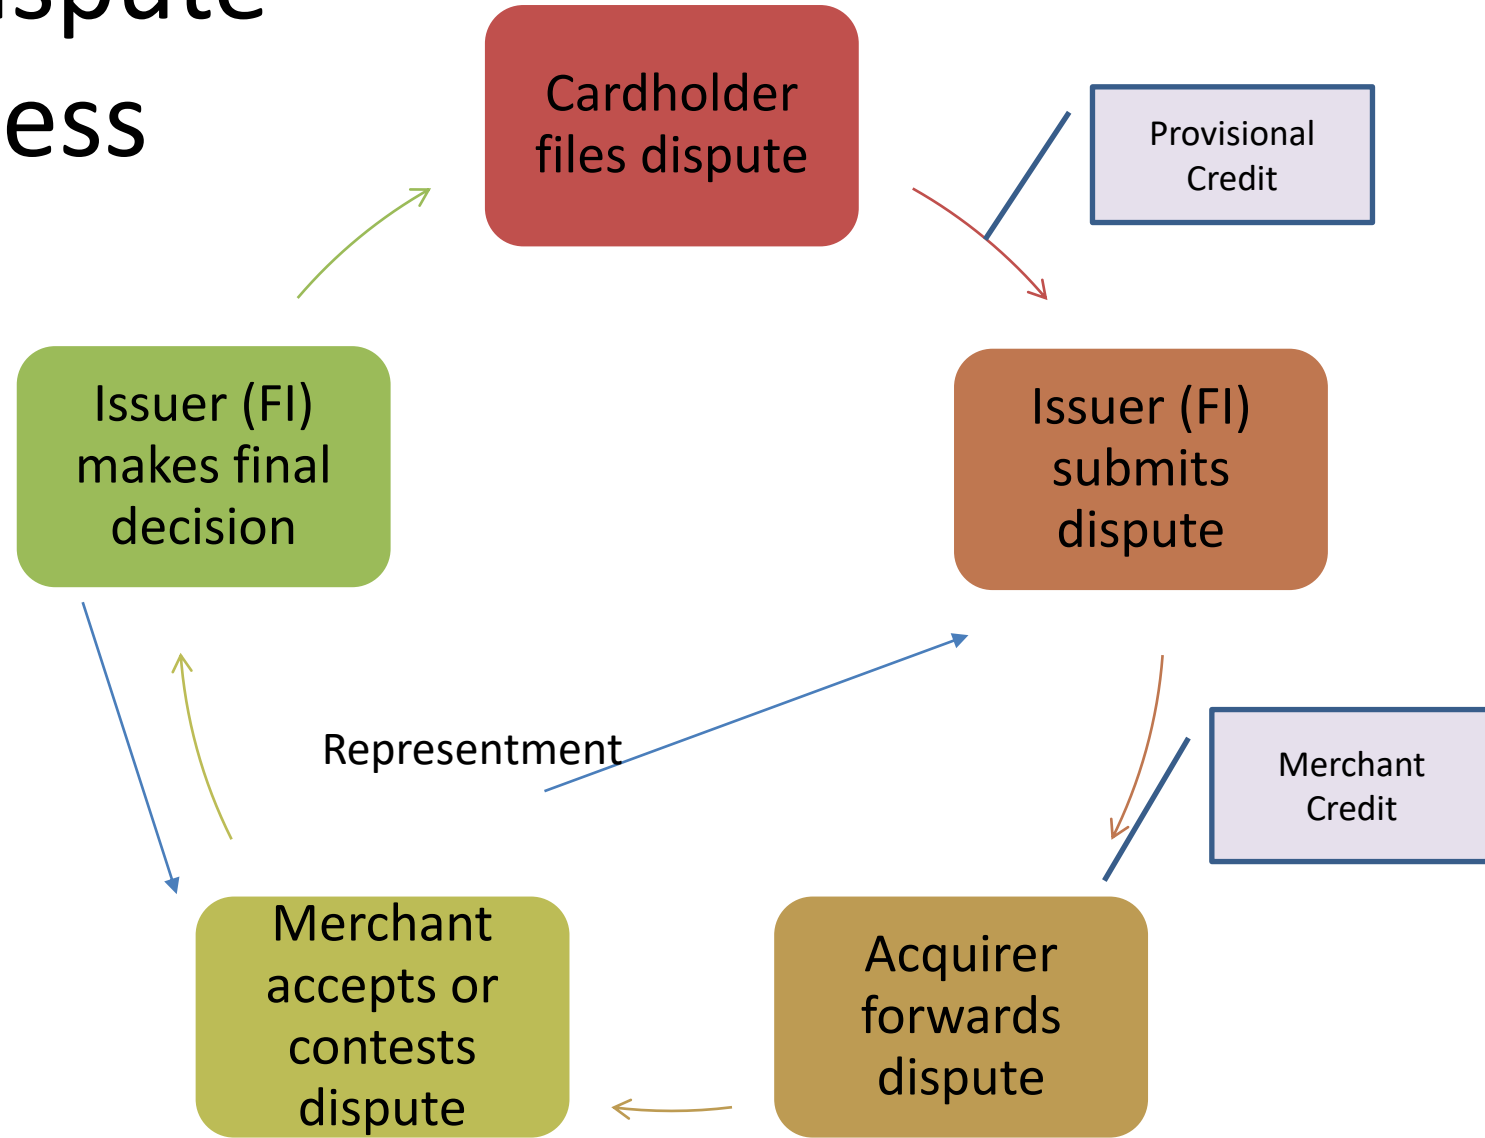 ess
Cardholder
files dispute
Provisional
Credit
Issuer (FI)
makes final
decision
Issuer (FI)
submits
dispute
Representment
Merchant
Credit
Merchant
accepts or
contests
dispute
Acquirer
forwards
dispute